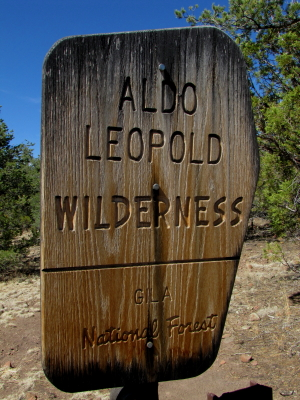 ALDO
LEOPOLD
WILDERNESS
GILA
National Forest